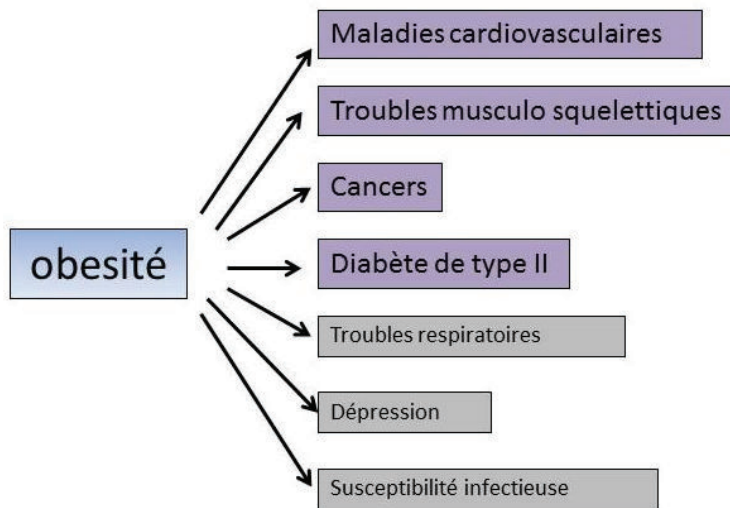 Maladies cardiovasculaires
Troubles musculo squelettiques
Cancers
obesité
Diabète de type II
Troubles respiratoires
Dépression
Susceptibilité infectieuse